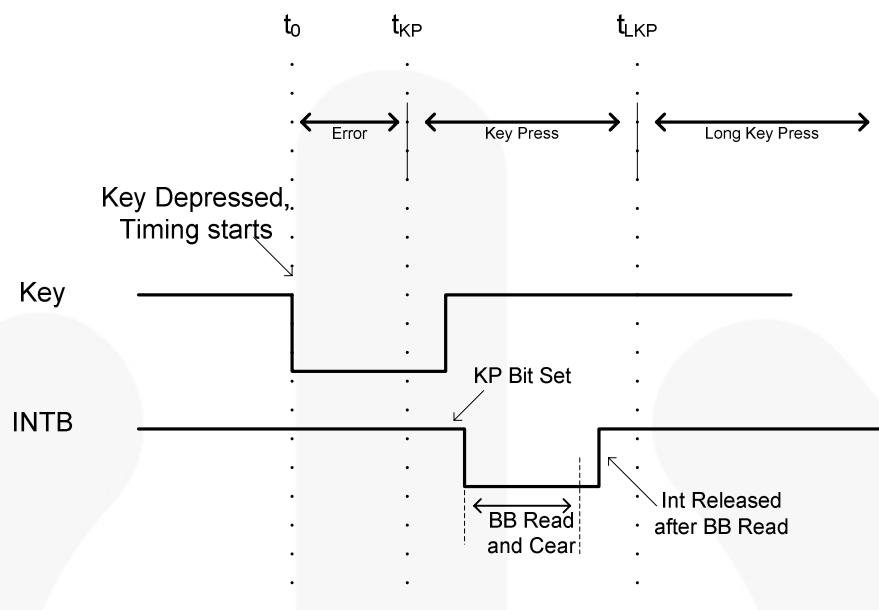 t0 tKP tLKP
Error Key Press Long Key Press
Key Depressed,
Timing starts
Key
KP Bit Set
INTB
BB Read
and Cear
Int Released
after BB Read